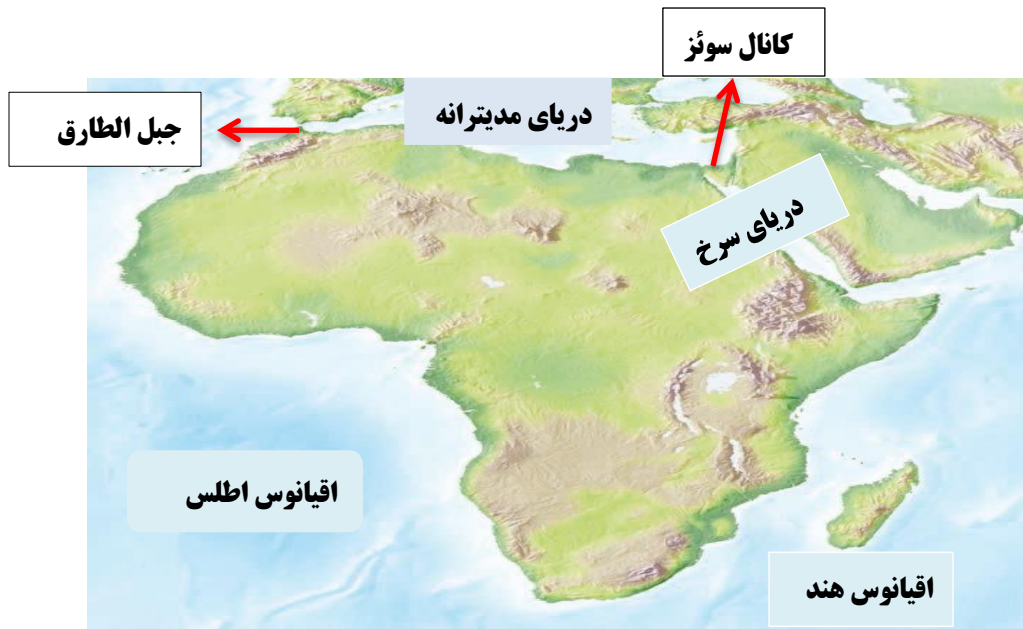 کانال سوئز
دریای مدیترانه
جبل الطارق
دریای سرخ
اقیانوس اطلس
اقیانوس هند